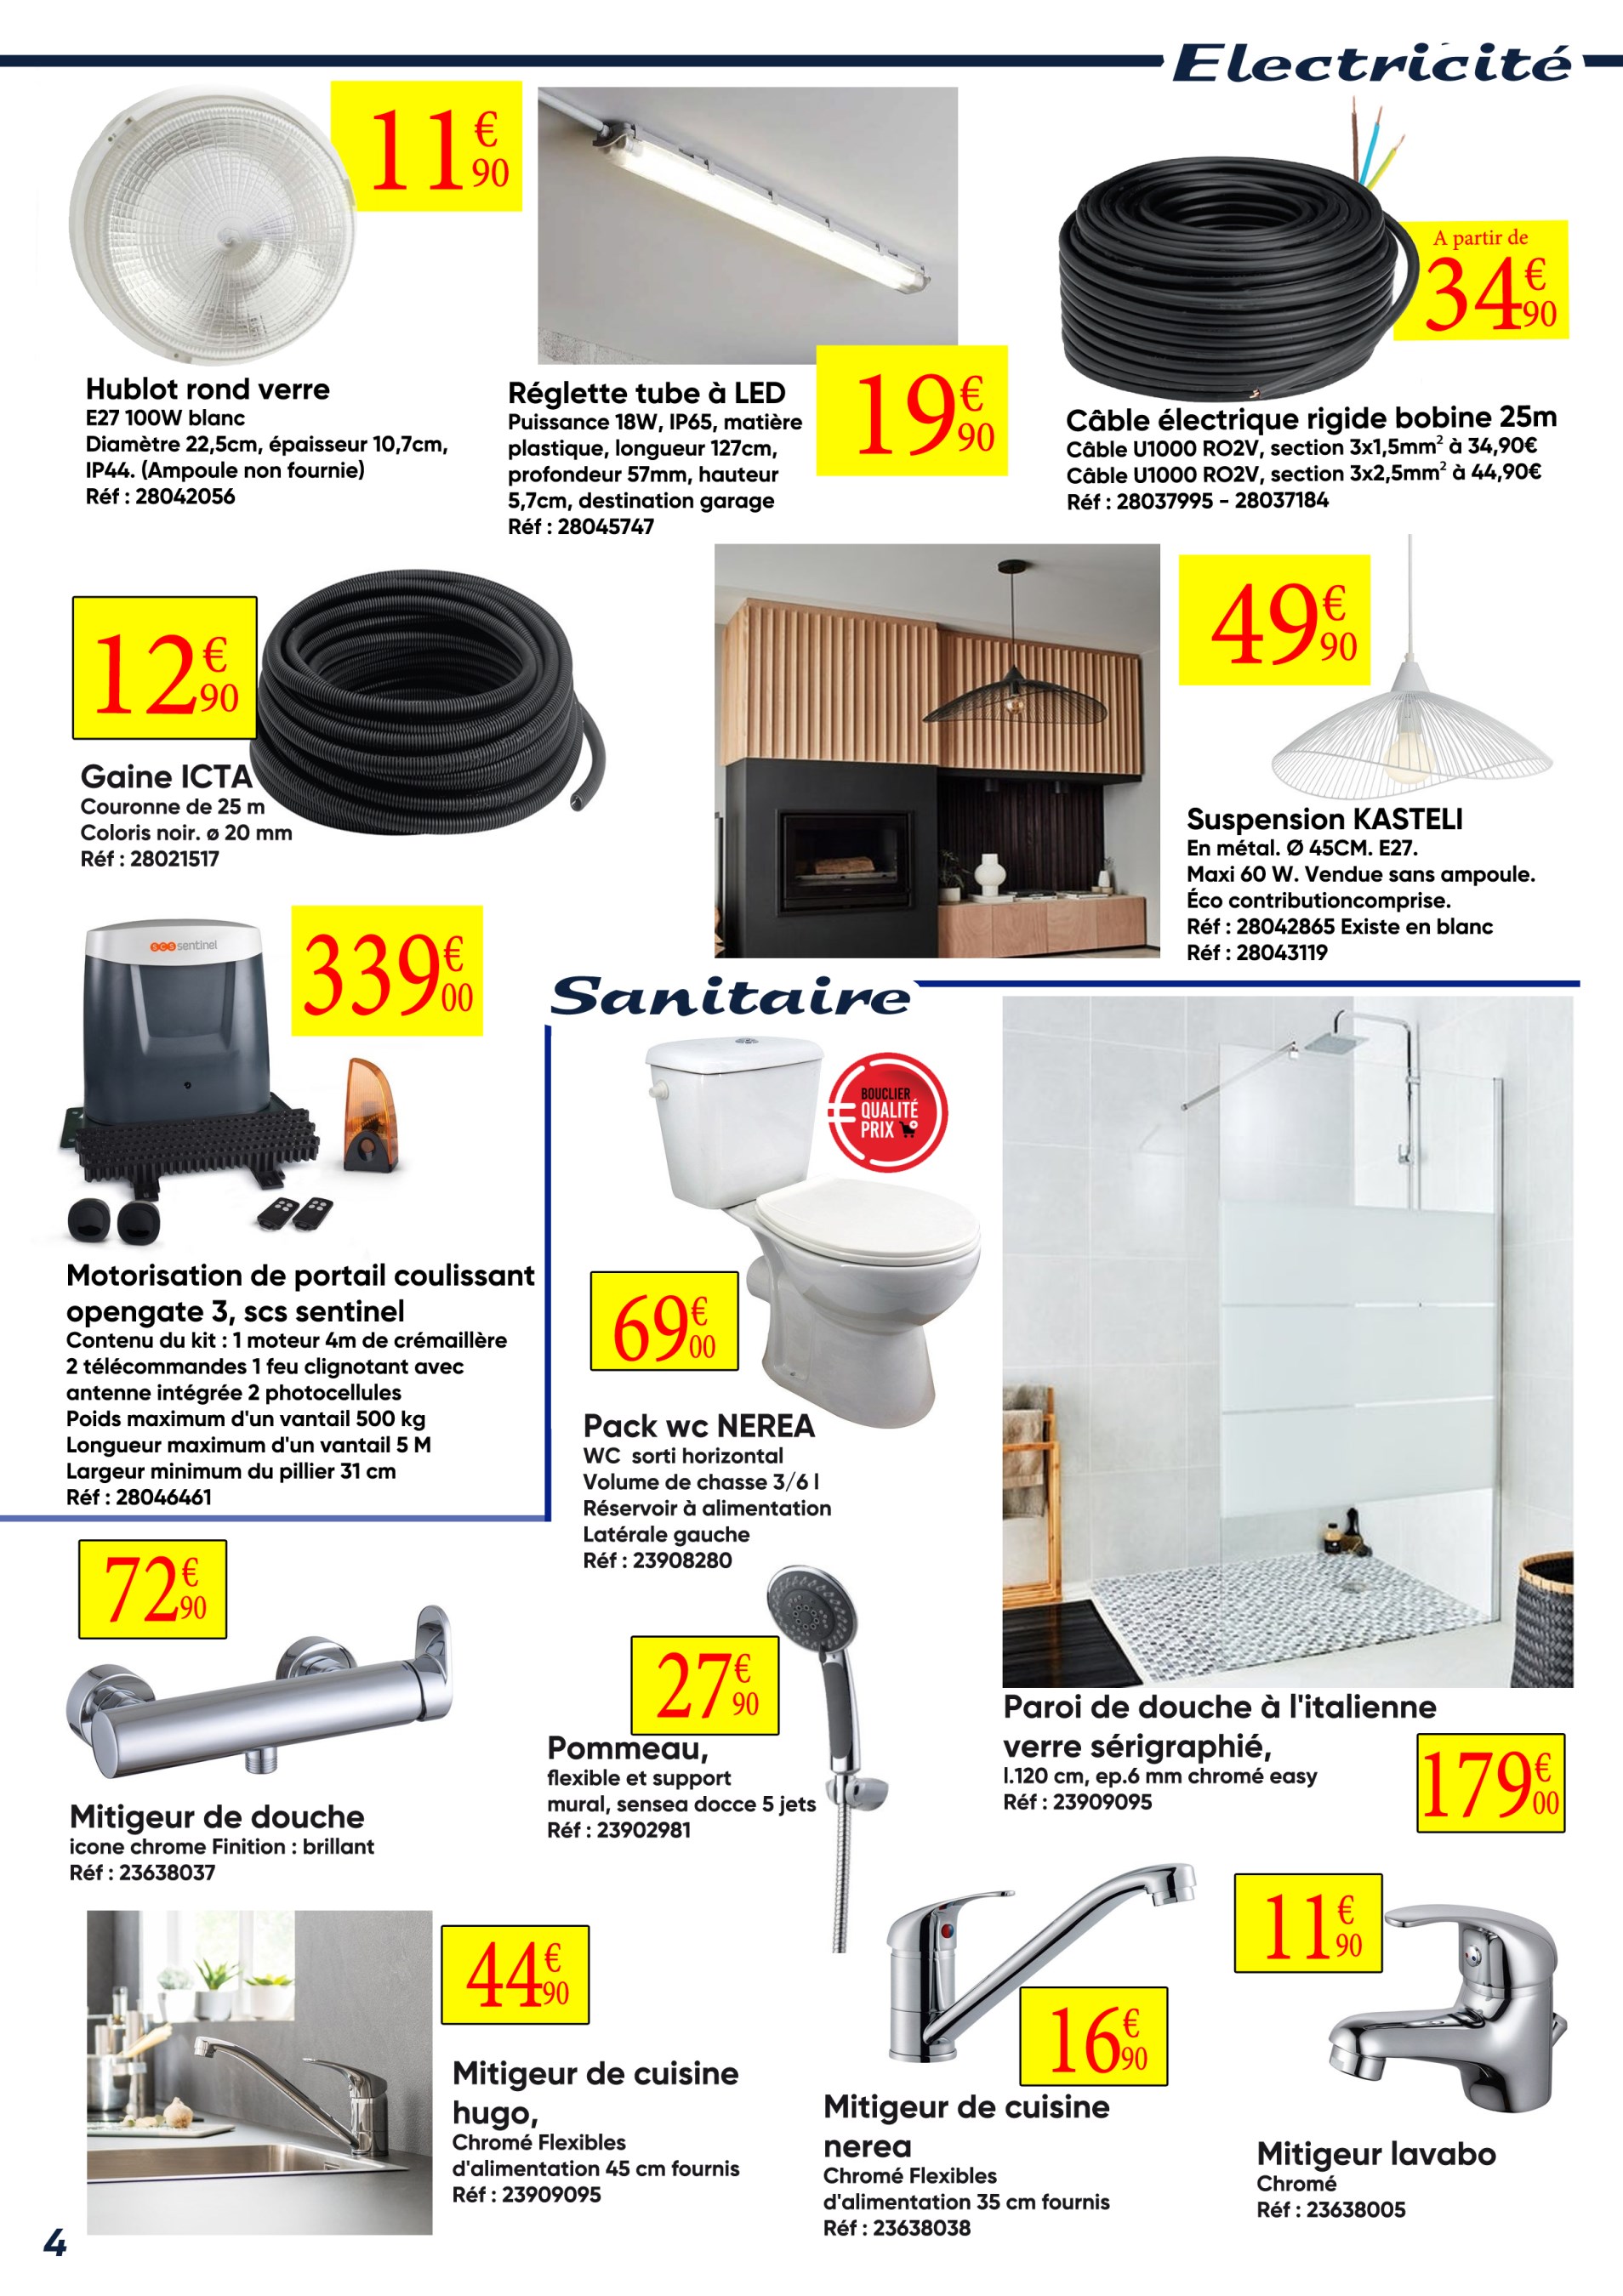 Electricité
11€90
Hublot rond verre
E27 100W blanc
Diamètre 22,5cm, épaisseur 10,7cm,
IP44. (Ampoule non fournie)
Réf : 28042056
19€90
Réglette tube à LED
Puissance 18W, IP65, matière
plastique, longueur 127cm,
profondeur 57mm, hauteur
5,7cm, destination garage
Réf : 28045747
A partir de
34€90
Câble électrique rigide bobine 25m
Câble U1000 RO2V, section 3x1,5mm² à 34,90€
Câble U1000 RO2V, section 3x2,5mm² à 44,90€
Réf : 28037995 - 28037184
12€90
Gaine ICTA
Couronne de 25 m
Coloris noir. ø 20 mm
Réf : 28021517
49€90
Suspension KASTELI
En métal. Ø 45CM. E27.
Maxi 60 W. Vendue sans ampoule.
Éco contributioncomprise.
Réf : 28042865 Existe en blanc
Réf : 28043119
scs sentinel
339€00
Motorisation de portail coulissant
opengate 3, scs sentinel
Contenu du kit : 1 moteur 4m de crémaillère
2 télécommandes 1 feu clignotant avec
antenne intégrée 2 photocellules
Poids maximum d'un vantail 500 kg
Longueur maximum d'un vantail 5 M
Largeur minimum du pillier 31 cm
Réf : 28046461
Sanitaire
BOUCLIER
QUALITÉ
PRIX
69€00
Pack wc NEREA
WC sorti horizontal
Volume de chasse 3/6 l
Réservoir à alimentation
Latérale gauche
Réf : 23908280
Paroi de douche à l'italienne
verre sérigraphié,
l.120 cm, ep.6 mm chromé easy
Réf : 23909095
179€00
72€90
Mitigeur de douche
icone chrome Finition : brillant
Réf : 23638037
27€90
Pommeau,
flexible et support
mural, sensea docce 5 jets
Réf : 23902981
44€90
Mitigeur de cuisine
hugo,
Chromé Flexibles
d'alimentation 45 cm fournis
Réf : 23909095
16€90
Mitigeur de cuisine
nerea
Chromé Flexibles
d'alimentation 35 cm fournis
Réf : 23638038
11€90
Mitigeur lavabo
Chromé
Réf : 23638005
4